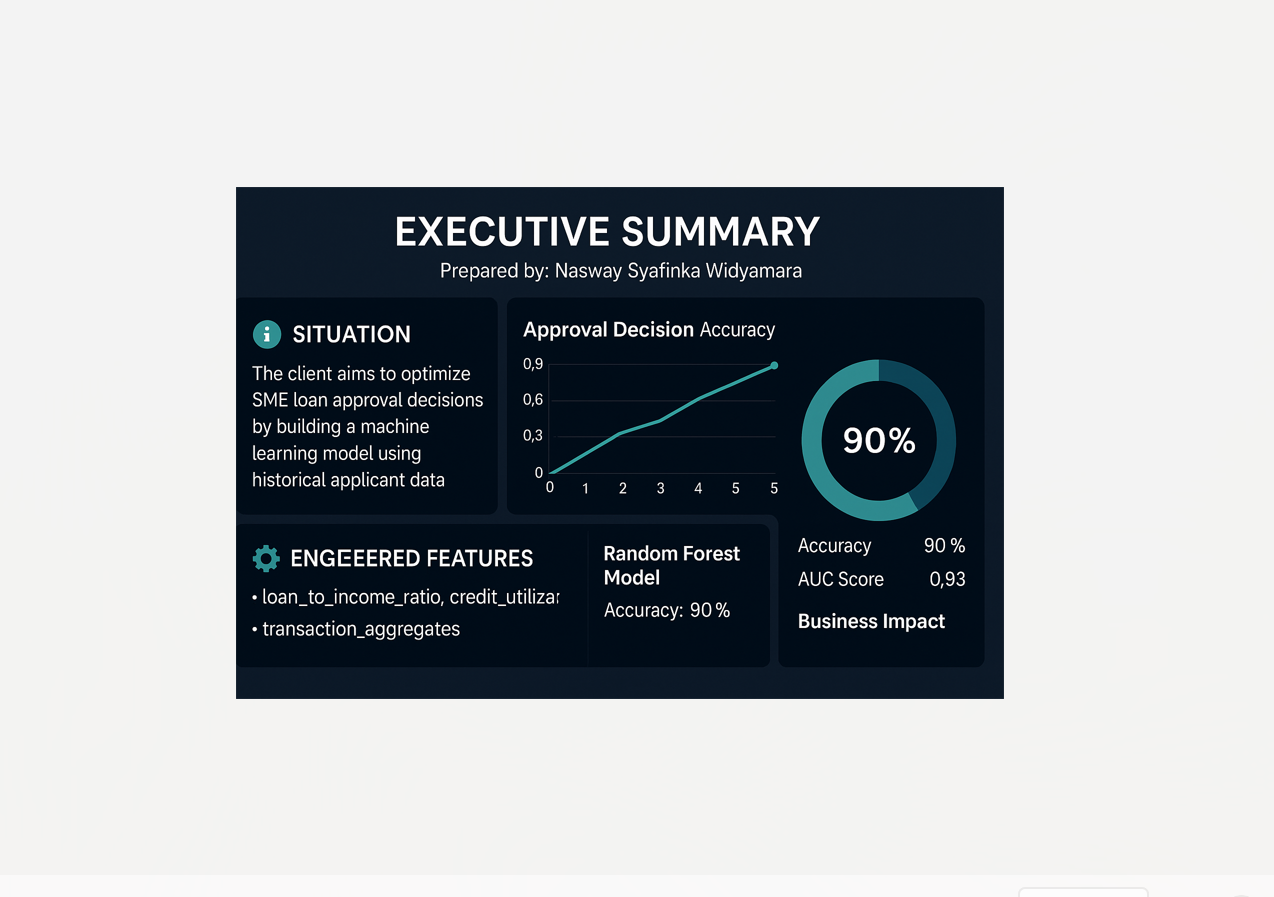 EXECUTIVE SUMMARY
Prepared by: Nasway Syafinka Widyamara
SITUATION
The client aims to optimize
SME loan approval decisions
by building a machine
learning model using
historical applicant data
Approval Decision Accuracy
0,9
0,6
0,3
0
0 1 2 3 4 5 5
90%
Accuracy 90 %
AUC Score 0,93
Business Impact
ENGEEERED FEATURES
• loan_to_income_ratio, credit_utilizar
• transaction_aggregates
Random Forest
Model
Accuracy: 90 %